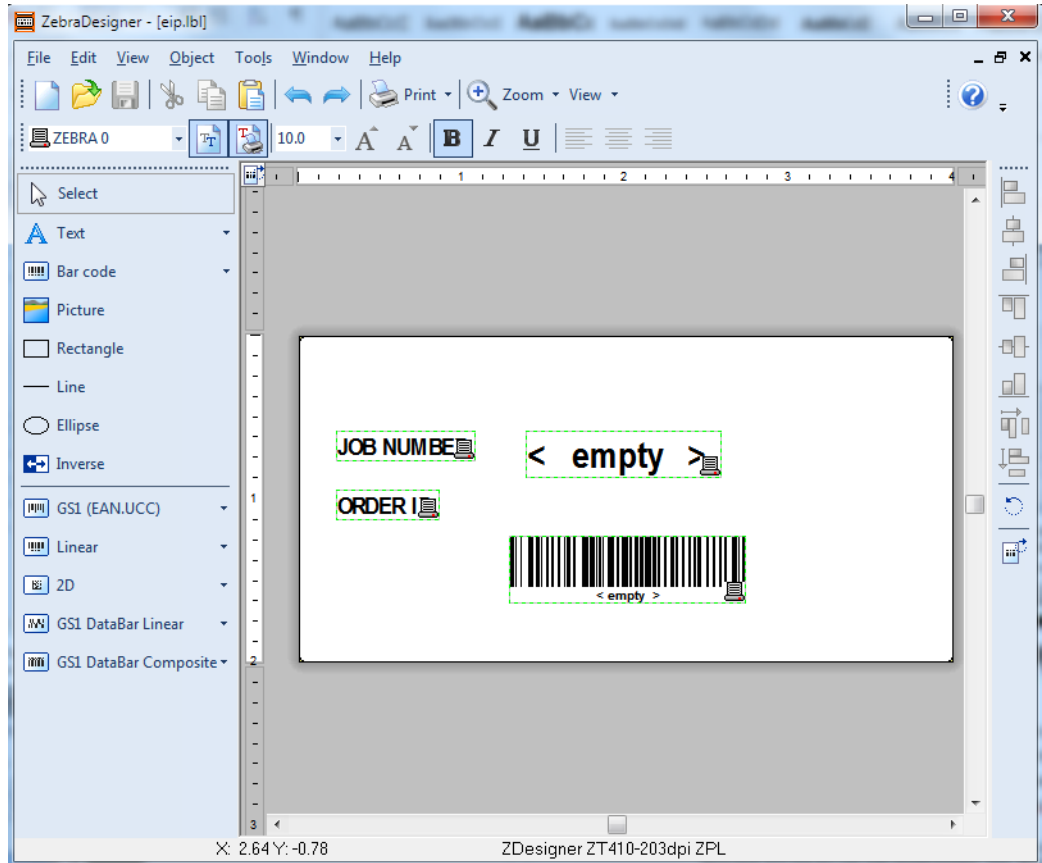 ZebraDesigner - [eip.lbl]
File Edit View Object Tools Window Help
Print Zoom View
ZEBRA 0 10.0 A A B I U
Select
Text
Bar code
Picture
Rectangle
Line
Ellipse
Inverse
GS1 (EAN.UCC)
Linear
2D
GS1 DataBar Linear
GS1 DataBar Composite
1 2 3 4
1
2
3
JOB NUMBE
< empty >
ORDER I
< empty >
X: 2.64 Y: -0.78 ZDesigner ZT410-203dpi ZPL